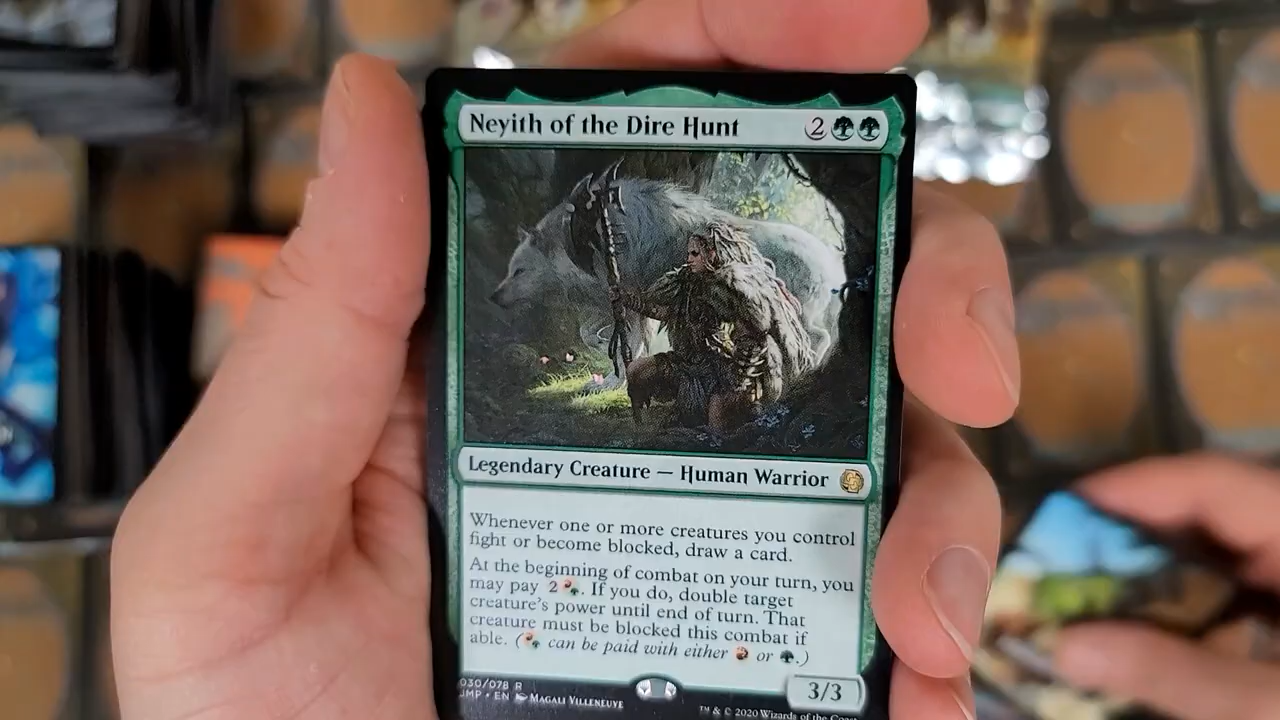 Neyith of the Dire Hunt 2
Legendary Creature — Human Warrior
Whenever one or more creatures you control
fight or become blocked, draw a card.
At the beginning of combat on your turn, you
may pay 2 . If you do, double target
creature's power until end of turn. That
creature must be blocked this combat if
able. ( can be paid with either or .)
3/3
030/078 R
JMP • EN MAGALI VILLENEUVE
™ & © 2020 Wizards of the Coast